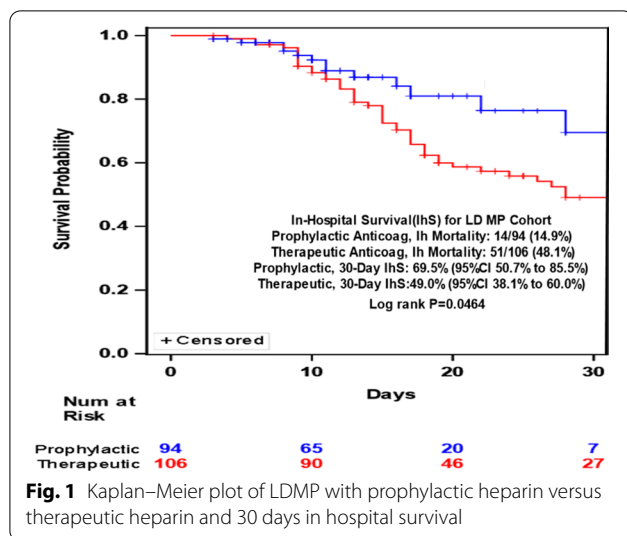 1.0
0.8
0.6
0.4
0.2
0.0
Survival Probability
In-Hospital Survival(IhS) for LD MP Cohort
Prophylactic Anticoag, Ih Mortality: 14/94 (14.9%)
Therapeutic Anticoag, Ih Mortality: 51/106 (48.1%)
Prophylactic, 30-Day IhS: 69.5% (95%CI 50.7% to 85.5%)
Therapeutic, 30-Day IhS:49.0% (95%CI 38.1% to 60.0%)
Log rank P=0.0464
+ Censored
0 10 20 30
Days
Num at
Risk
Prophylactic 94 65 20 7
Therapeutic 106 90 46 27
Fig. 1 Kaplan–Meier plot of LDMP with prophylactic heparin versus
therapeutic heparin and 30 days in hospital survival